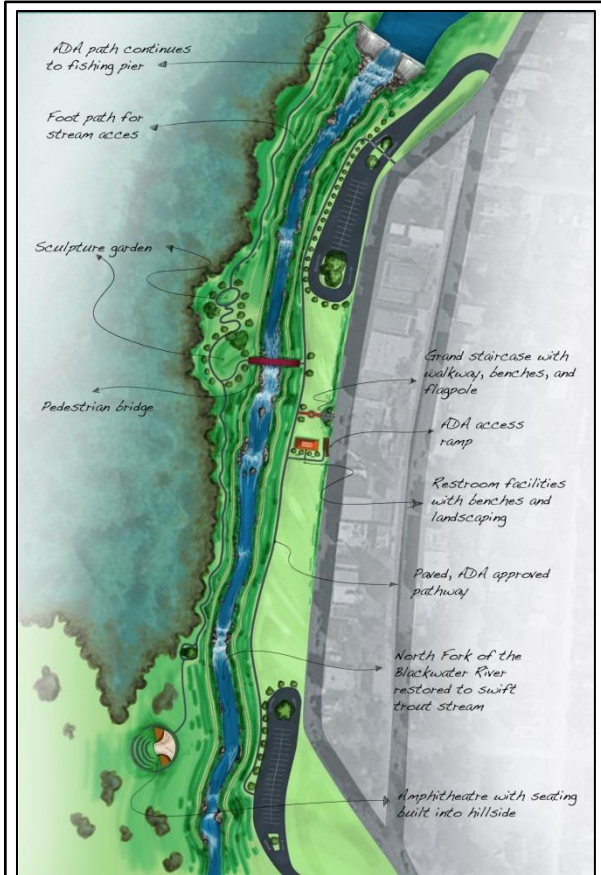 ADA path continues
to fishing pier
Foot path for
stream acces
Sculpture garden
Pedestrian bridge
Grand staircase with
walkway, benches, and
flagpole
ADA access
ramp
Restroom facilities
with benches and
landscaping
Paved, ADA approved
pathway
North Fork of the
Blackwater River
restored to swift
trout stream
Amphitheatre with seating
built into hillside